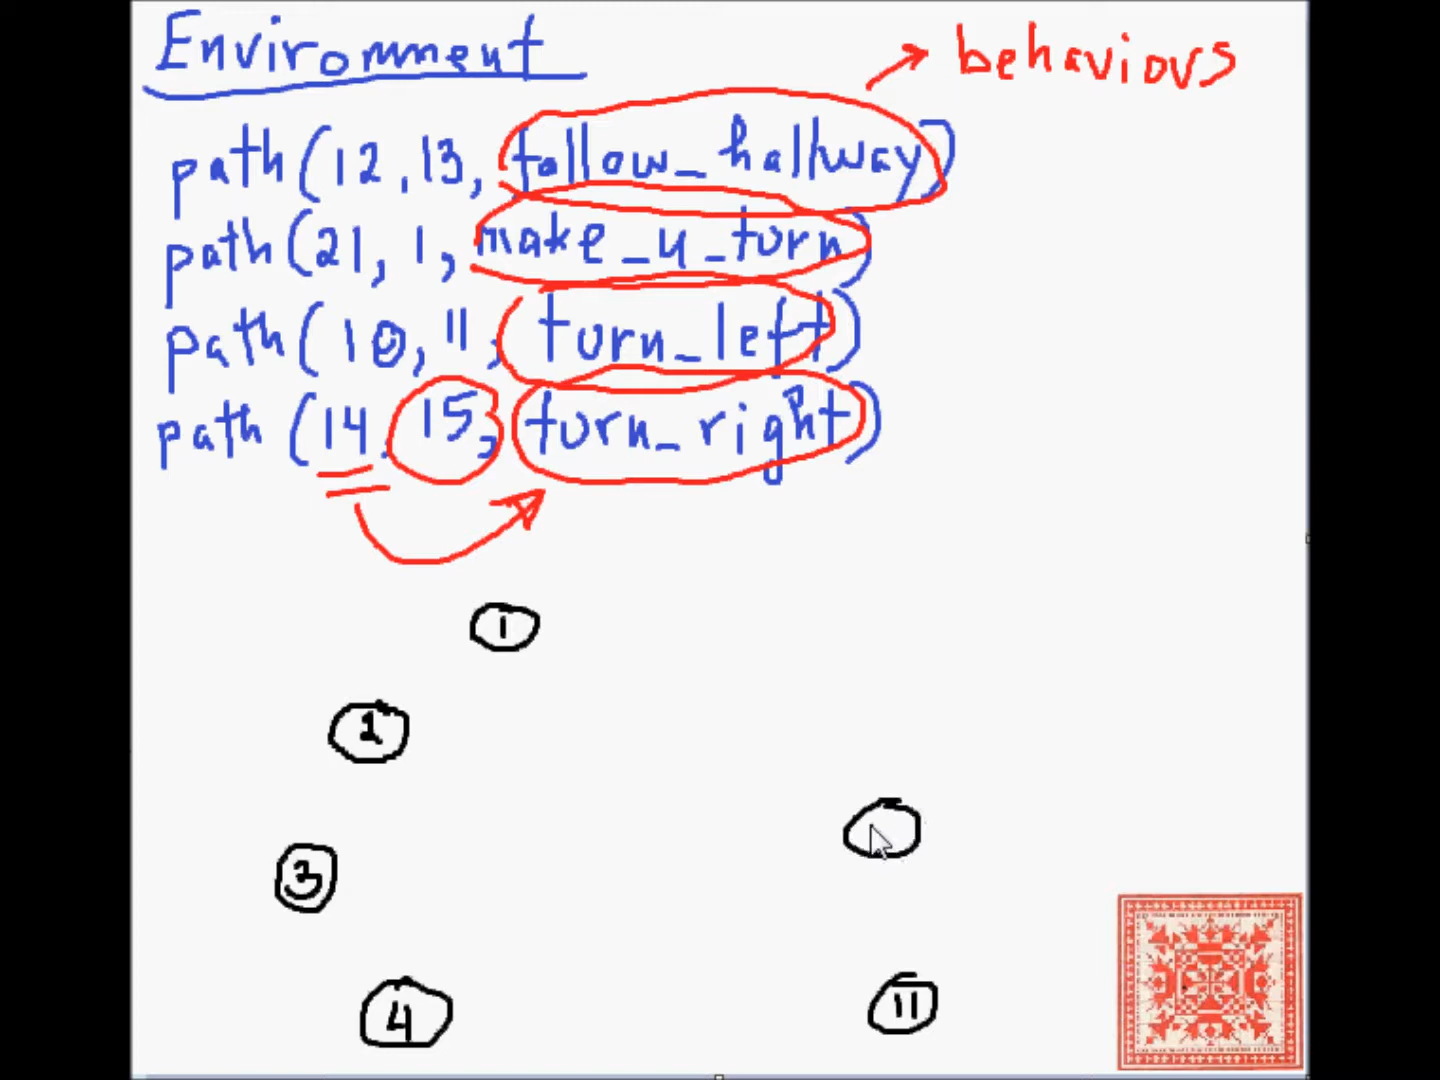 Environment
behaviors
path(12,13, follow_hallway)
path(21, 1, make_u_turn)
path(10, 11, turn_left)
path(14, 15, turn_right)
1
2
3
4
11